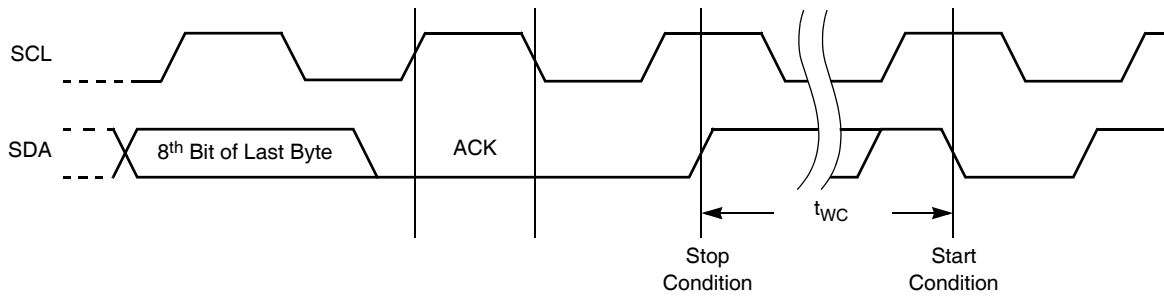 SCL
SDA
8th Bit of Last Byte
ACK
tWC
Stop
Condition
Start
Condition